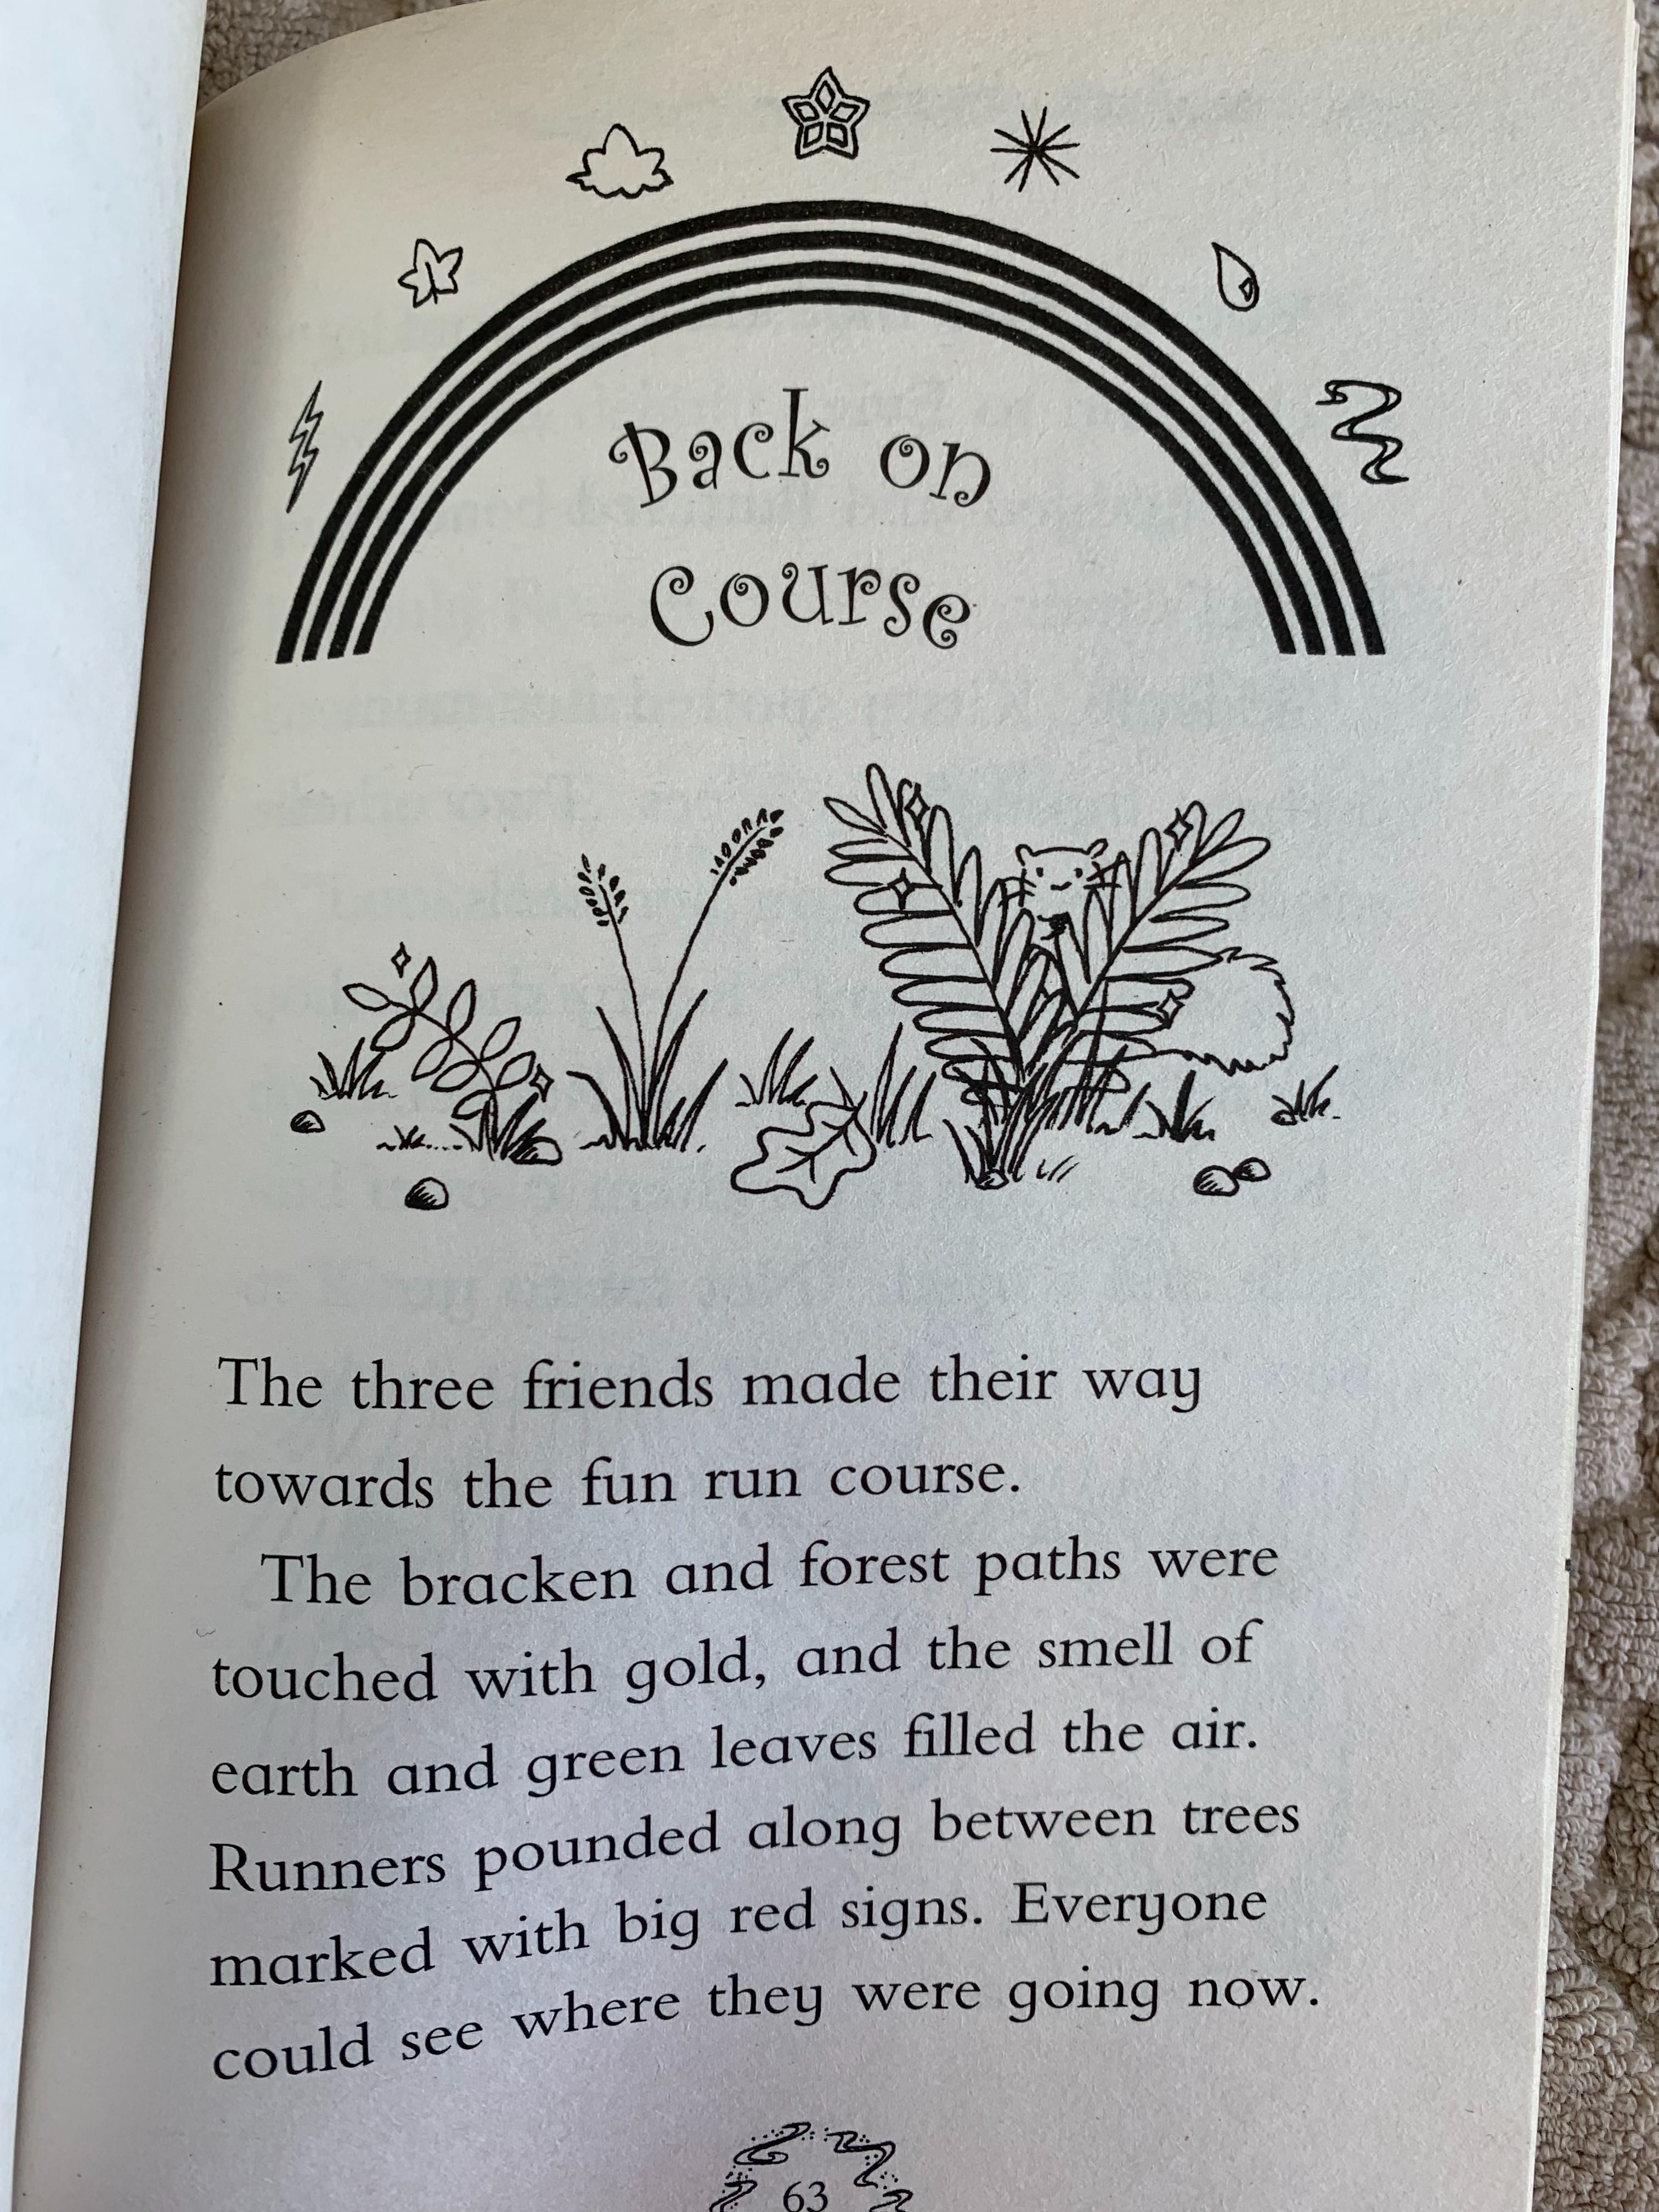 Back on
Course
The three friends made their way
towards the fun run course.
The bracken and forest paths were
touched with gold, and the smell of
earth and green leaves filled the air.
Runners pounded along between trees
marked with big red signs. Everyone
could see where they were going now.
63